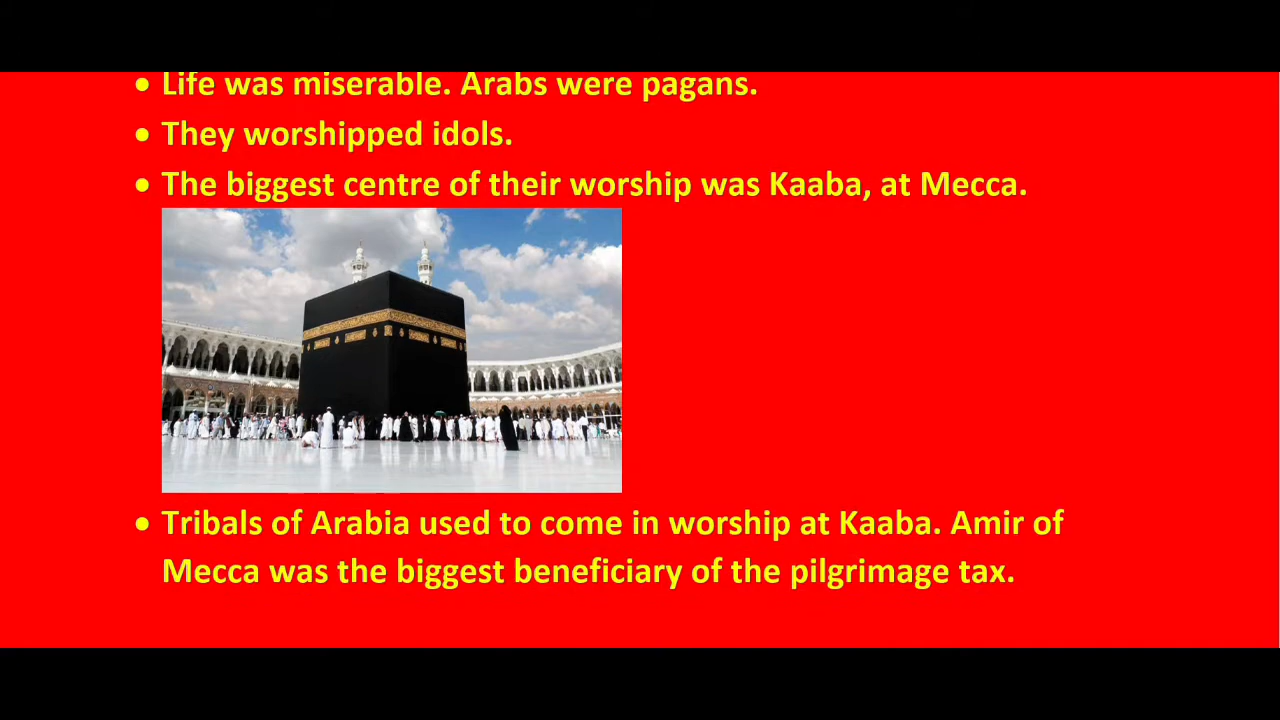 • Life was miserable. Arabs were pagans.
• They worshipped idols.
• The biggest centre of their worship was Kaaba, at Mecca.
• Tribals of Arabia used to come in worship at Kaaba. Amir of
Mecca was the biggest beneficiary of the pilgrimage tax.